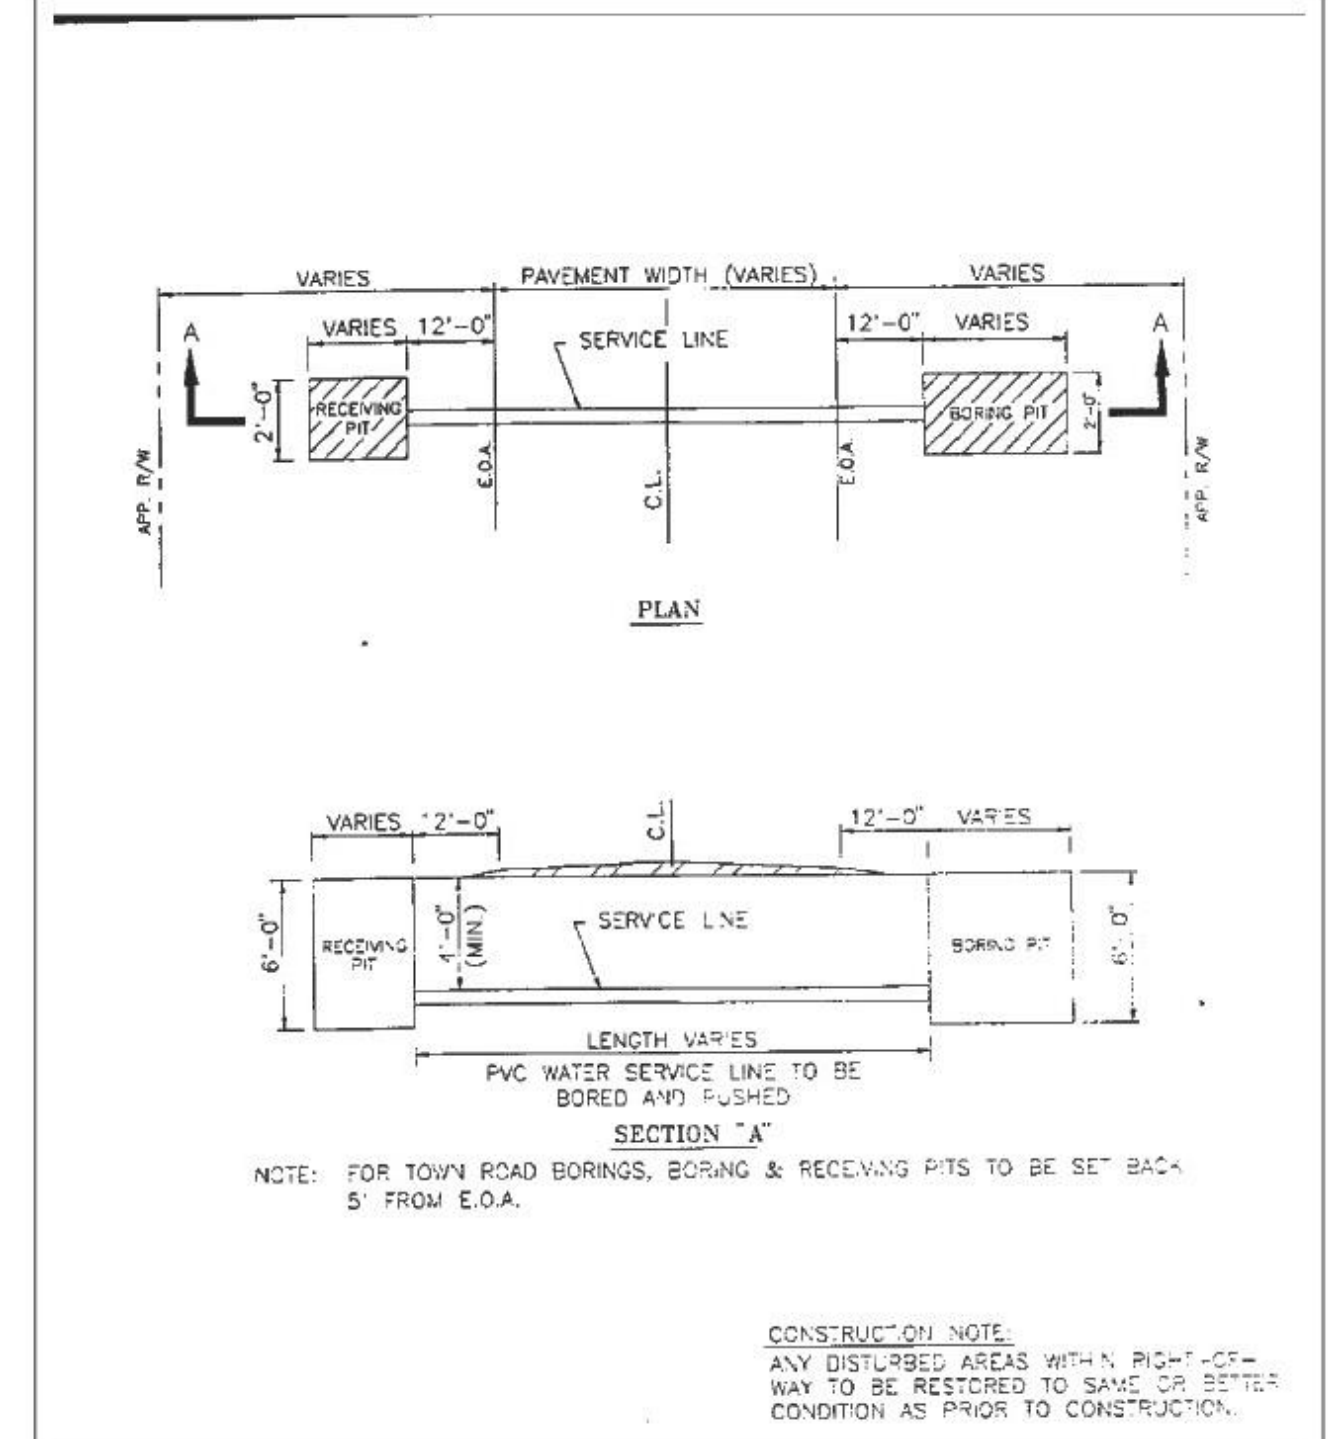 VARIES
PAVEMENT WIDTH (VARIES)
VARIES
A
VARIES
12'-0"
SERVICE LINE
12'-0"
VARIES
A
2'-0"
RECEIVING
PIT
BORING PIT
2'-0"
APP. R/W
E.O.A.
C.L.
E.O.A.
APP. R/W
PLAN
VARIES
12'-0"
C.L.
12'-0"
VARIES
6'-0"
RECEIVING
PIT
4'-0"
(MIN.)
SERVICE LINE
BORING PIT
6'-0"
LENGTH VARIES
PVC WATER SERVICE LINE TO BE
BORED AND PUSHED
SECTION "A"
NOTE: FOR TOWN ROAD BORINGS, BORING & RECEIVING PITS TO BE SET BACK
5' FROM E.O.A.
CONSTRUCTION NOTE:
ANY DISTURBED AREAS WITHIN RIGHT-OF-
WAY TO BE RESTORED TO SAME OR BETTER
CONDITION AS PRIOR TO CONSTRUCTION.